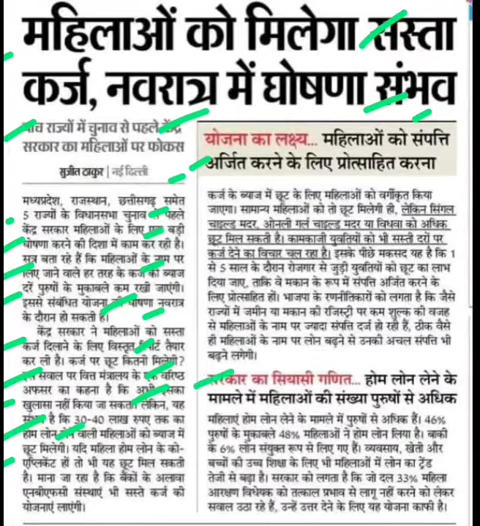 महिलाओं को मिलेगा सस्ता
कर्ज, नवरात्र में घोषणा संभव
राज्यों में चुनाव से पहले केंद्र
सरकार का महिलाओं पर फोकस
सुजीत ठाकुर | नई दिल्ली
मध्यप्रदेश, राजस्थान, छत्तीसगढ़ समेत
5 राज्यों के विधानसभा चुनाव से पहले
केंद्र सरकार महिलाओं के लिए एक बड़ी
घोषणा करने की दिशा में काम कर रही है।
सूत्र बता रहे हैं कि महिलाओं के नाम पर
लिए जाने वाले हर तरह के कर्ज की ब्याज
दरें पुरुषों के मुकाबले कम रखी जाएंगी।
इससे संबंधित योजना की घोषणा नवरात्र
के दौरान हो सकती है।
केंद्र सरकार ने महिलाओं को सस्ता
कर्ज दिलाने के लिए विस्तृत रिपोर्ट तैयार
कर ली है। कर्ज पर छूट कितनी मिलेगी?
इस सवाल पर वित्त मंत्रालय के एक वरिष्ठ
अफसर का कहना है कि अभी इसका
खुलासा नहीं किया जा सकता। लेकिन, यह
संभव है कि 30-40 लाख रुपए तक का
होम लोन लेने वाली महिलाओं को ब्याज में
छूट मिलेगी। यदि महिला होम लोन के को-
एप्लिकेंट हों तो भी यह छूट मिल सकती
है। माना जा रहा है कि बैंकों के अलावा
एनबीएफसी संस्थाएं भी सस्ते कर्ज की
योजनाएं लाएंगी।
योजना का लक्ष्य... महिलाओं को संपत्ति
अर्जित करने के लिए प्रोत्साहित करना
कर्ज के ब्याज में छूट के लिए महिलाओं को वर्गीकृत किया
जाएगा। सामान्य महिलाओं को तो छूट मिलेगी ही, लेकिन सिंगल
चाइल्ड मदर, ओनली गर्ल चाइल्ड मदर या विधवा को अधिक
छूट मिल सकती है। कामकाजी युवतियों को भी सस्ती दरों पर
कर्ज देने का विचार चल रहा है। इसके पीछे मकसद यह है कि 1
से 5 साल के दौरान रोजगार से जुड़ी युवतियों को छूट का लाभ
दिया जाए, ताकि वे मकान के रूप में संपत्ति अर्जित करने के
लिए प्रोत्साहित हों। भाजपा के रणनीतिकारों को लगता है कि जैसे
राज्यों में जमीन या मकान की रजिस्ट्री पर कम शुल्क की वजह
से महिलाओं के नाम पर ज्यादा संपत्ति दर्ज हो रही हैं, ठीक वैसे
ही महिलाओं के नाम पर लोन बढ़ने से उनकी अचल संपत्ति भी
बढ़ने लगेगी।
सरकार का सियासी गणित... होम लोन लेने के
मामले में महिलाओं की संख्या पुरुषों से अधिक
महिलाएं होम लोन लेने के मामले में पुरुषों से अधिक हैं। 46%
पुरुषों के मुकाबले 48% महिलाओं ने होम लोन लिया है। बाकी
के 6% लोन संयुक्त रूप से लिए गए हैं। व्यवसाय, खेती और
बच्चों की उच्च शिक्षा के लिए भी महिलाओं में लोन का ट्रेंड
तेजी से बढ़ा है। सरकार को लगता है कि जो दल 33% महिला
आरक्षण विधेयक को तत्काल प्रभाव से लागू नहीं करने को लेकर
सवाल उठा रहे हैं, उन्हें उत्तर देने के लिए यह योजना काफी है।